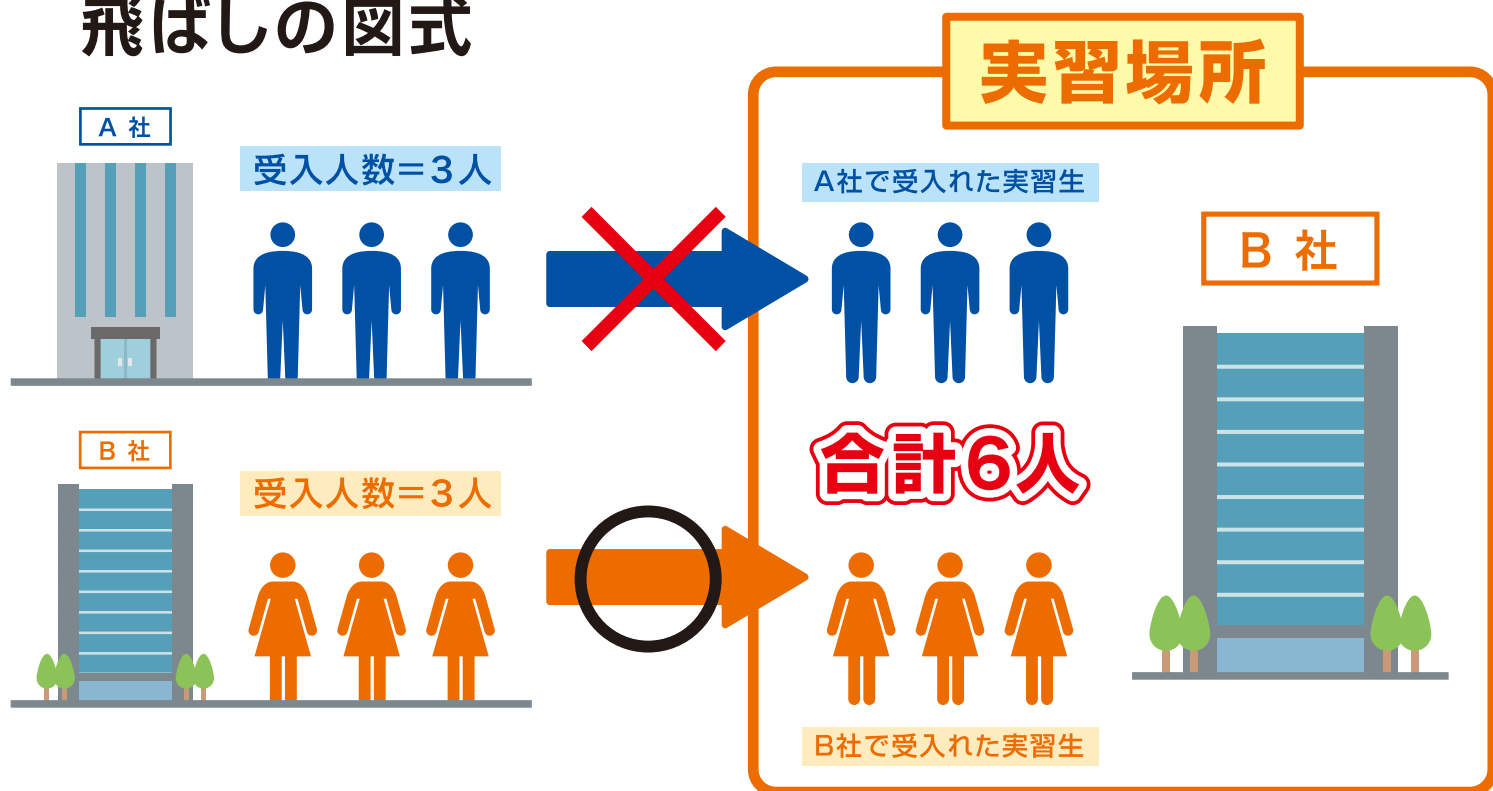 飛ばしの図式
実習場所
A 社
受入人数＝３人
A社で受入れた実習生
B 社
合計6人
B 社
受入人数＝３人
B社で受入れた実習生